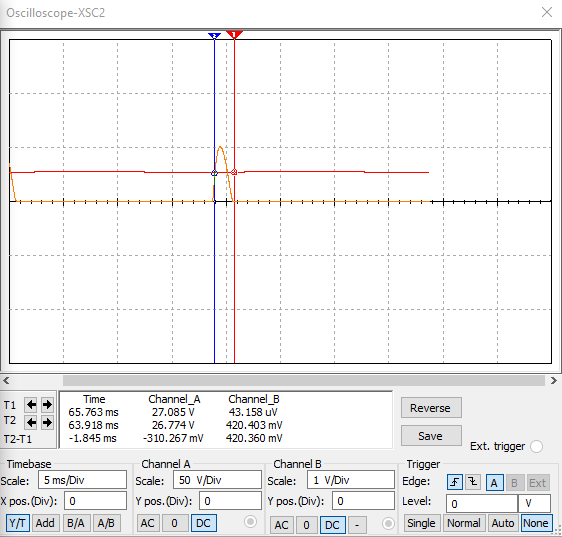 Oscilloscope-XSC2
2 1
T1
T2
T2-T1
Time Channel_A Channel_B
65.763 ms 27.085 V 43.158 uV
63.918 ms 26.774 V 420.403 mV
-1.845 ms -310.267 mV 420.360 mV
Reverse
Save
Ext. trigger
Timebase
Scale: 5 ms/Div
X pos.(Div): 0
Y/T Add B/A A/B
Channel A
Scale: 50 V/Div
Y pos.(Div): 0
AC 0 DC
Channel B
Scale: 1 V/Div
Y pos.(Div): 0
AC 0 DC -
Trigger
Edge: A B Ext
Level: 0 V
Single Normal Auto None